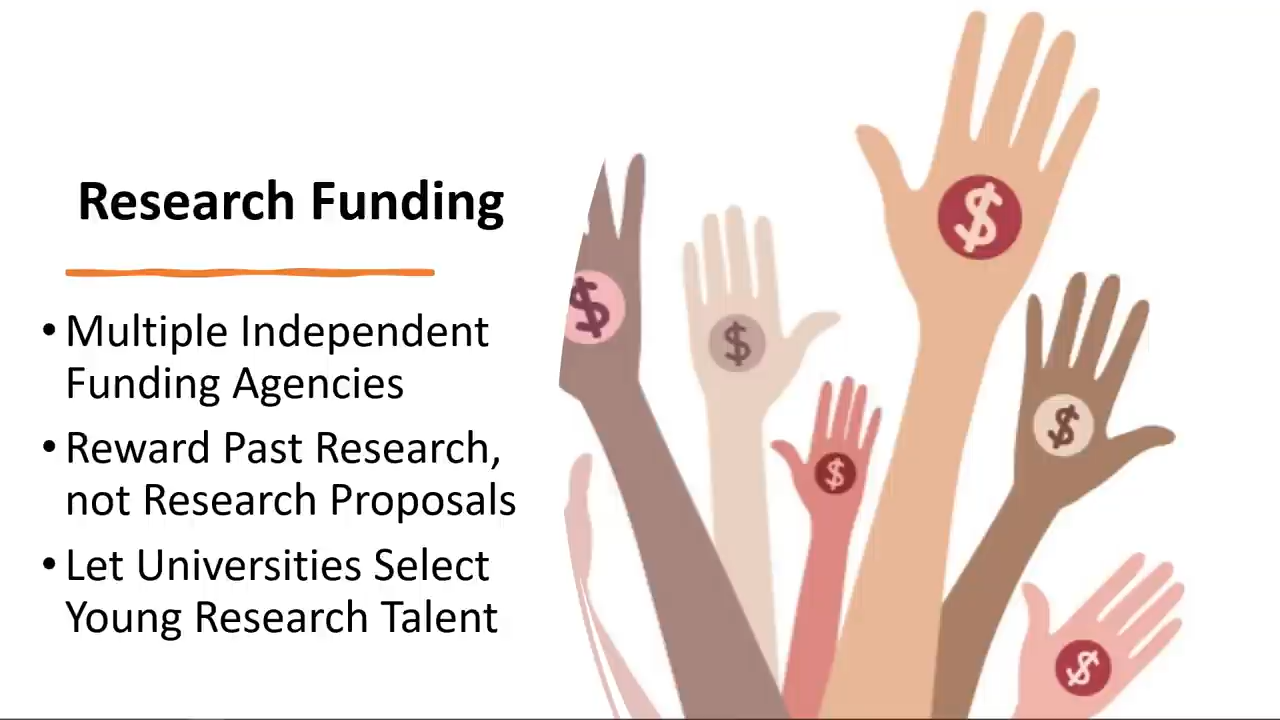 Research Funding
• Multiple Independent
Funding Agencies
• Reward Past Research,
not Research Proposals
• Let Universities Select
Young Research Talent
$
$
$
$
$
$